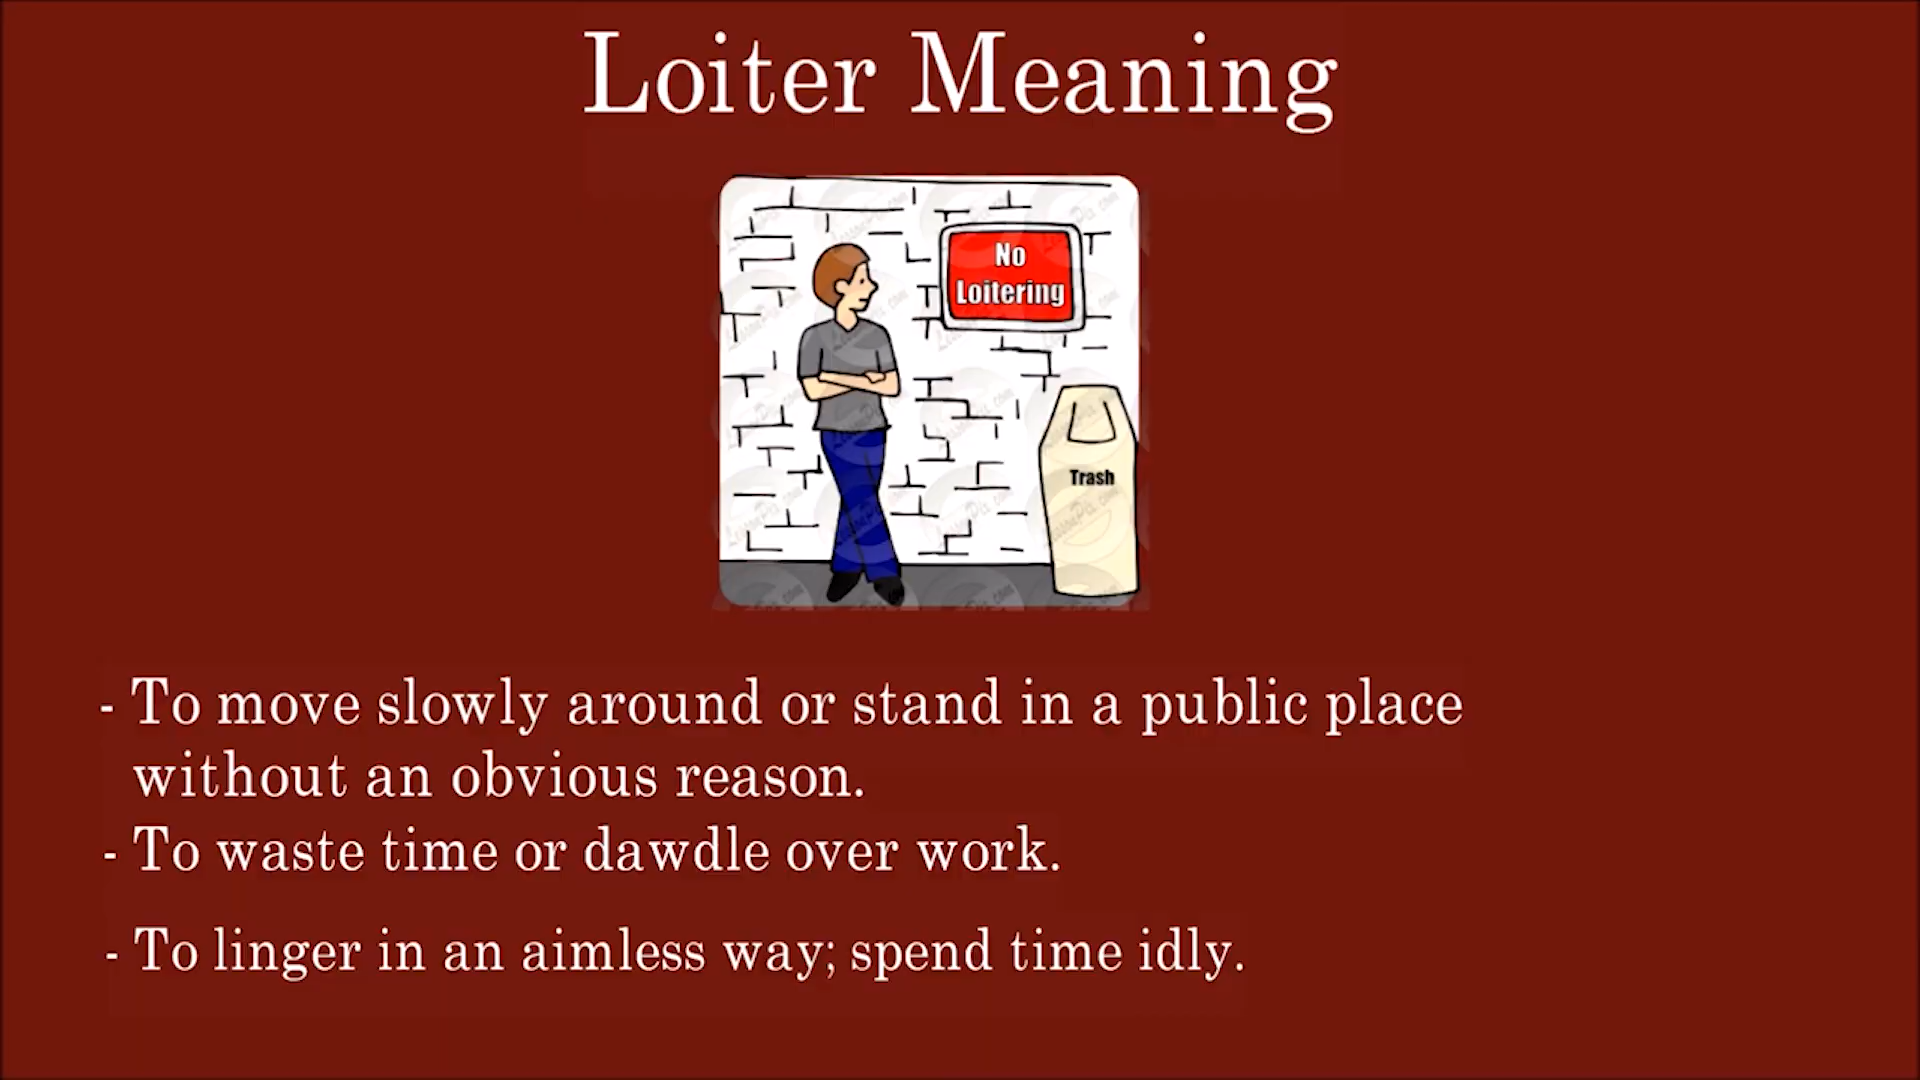 Loiter Meaning
No
Loitering
Trash
- To move slowly around or stand in a public place
without an obvious reason.
- To waste time or dawdle over work.
- To linger in an aimless way; spend time idly.